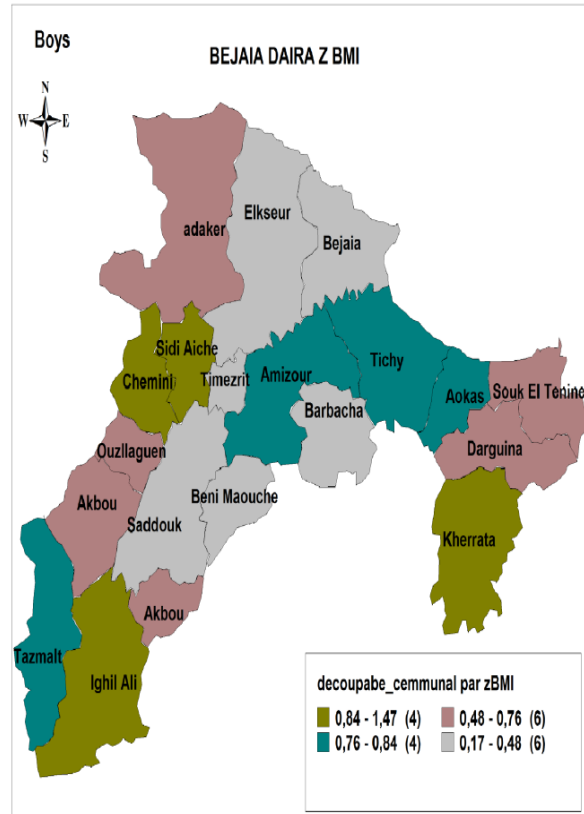 Boys
BEJAIA DAIRA Z BMI
N
W E
S
adaker
Elkseur
Bejaia
Sidi Aiche
Chemini
Timezrit
Amizour
Tichy
Aokas
Souk El Tenine
Barbacha
Darguina
Ouzllaguen
Akbou
Saddouk
Beni Maouche
Kherrata
Akbou
Tazmalt
Ighil Ali
decoupabe_cemmunal par zBMI
0,84 - 1,47 (4) 0,48 - 0,76 (6)
0,76 - 0,84 (4) 0,17 - 0,48 (6)